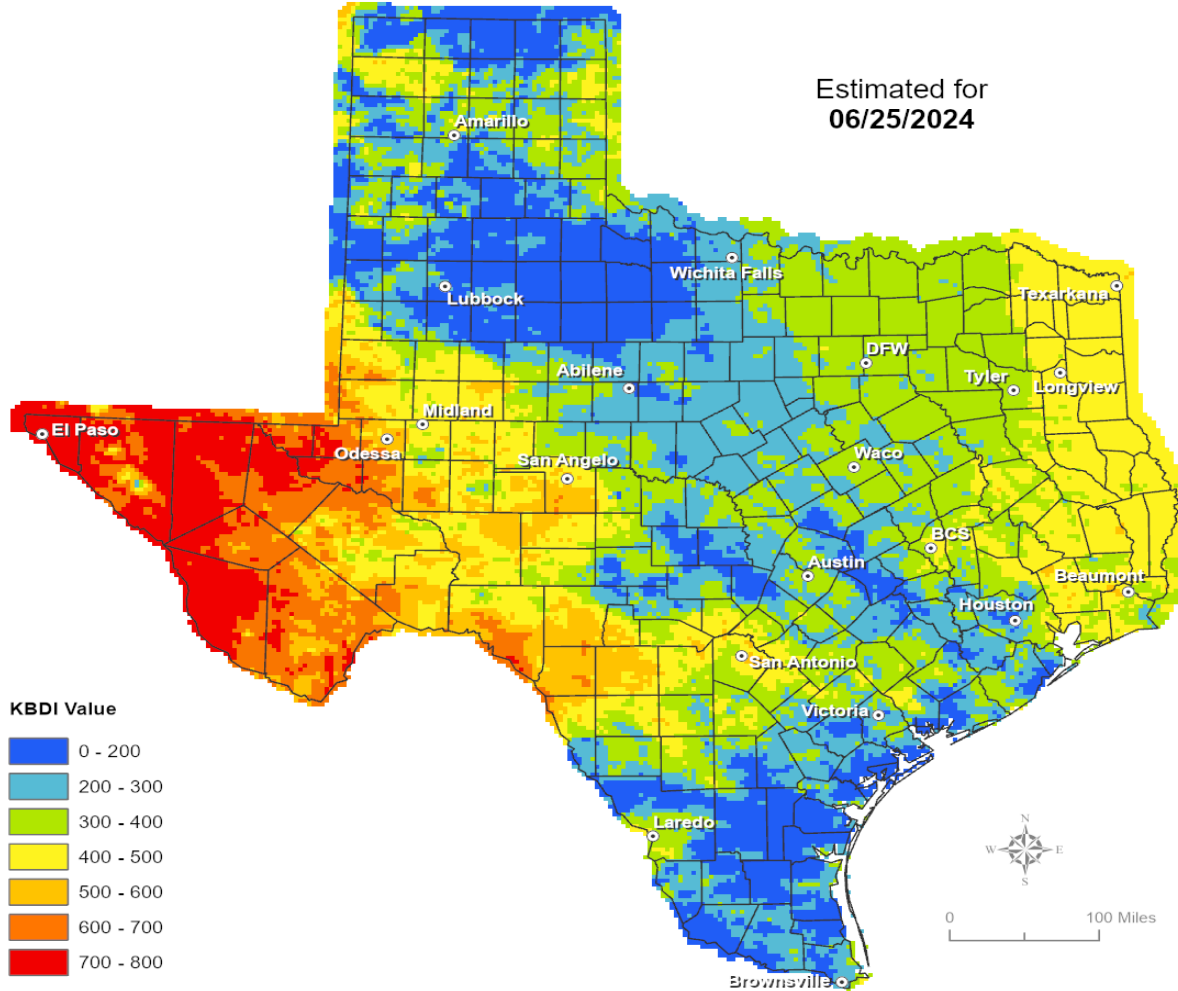 Estimated for
06/25/2024
Amarillo
Wichita Falls
Lubbock
Texarkana
DFW
Abilene
Tyler
Longview
Midland
El Paso
Odessa
San Angelo
Waco
BCS
Austin
Beaumont
Houston
San Antonio
Victoria
Laredo
Brownsville
KBDI Value
0 - 200
200 - 300
300 - 400
400 - 500
500 - 600
600 - 700
700 - 800
N
W E
S
0 100 Miles